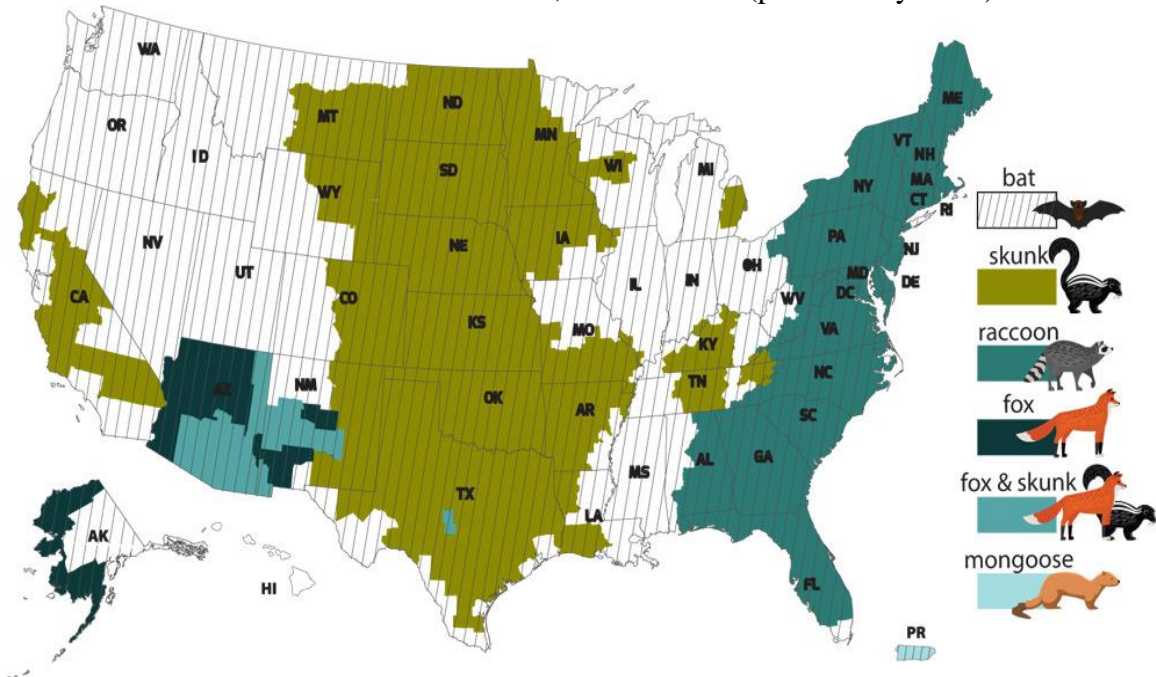 WA
MT
ND
ME
OR
ID
MN
VT
NH
WI
MI
SD
NY
MA
CT
RI
WY
NV
NE
IA
PA
NJ
UT
OH
MD
DE
CA
CO
IL
IN
WV
DC
KS
MO
VA
KY
AZ
NM
TN
NC
OK
AR
SC
MS
AL
GA
TX
LA
AK
HI
FL
PR
bat
skunk
raccoon
fox
fox & skunk
mongoose